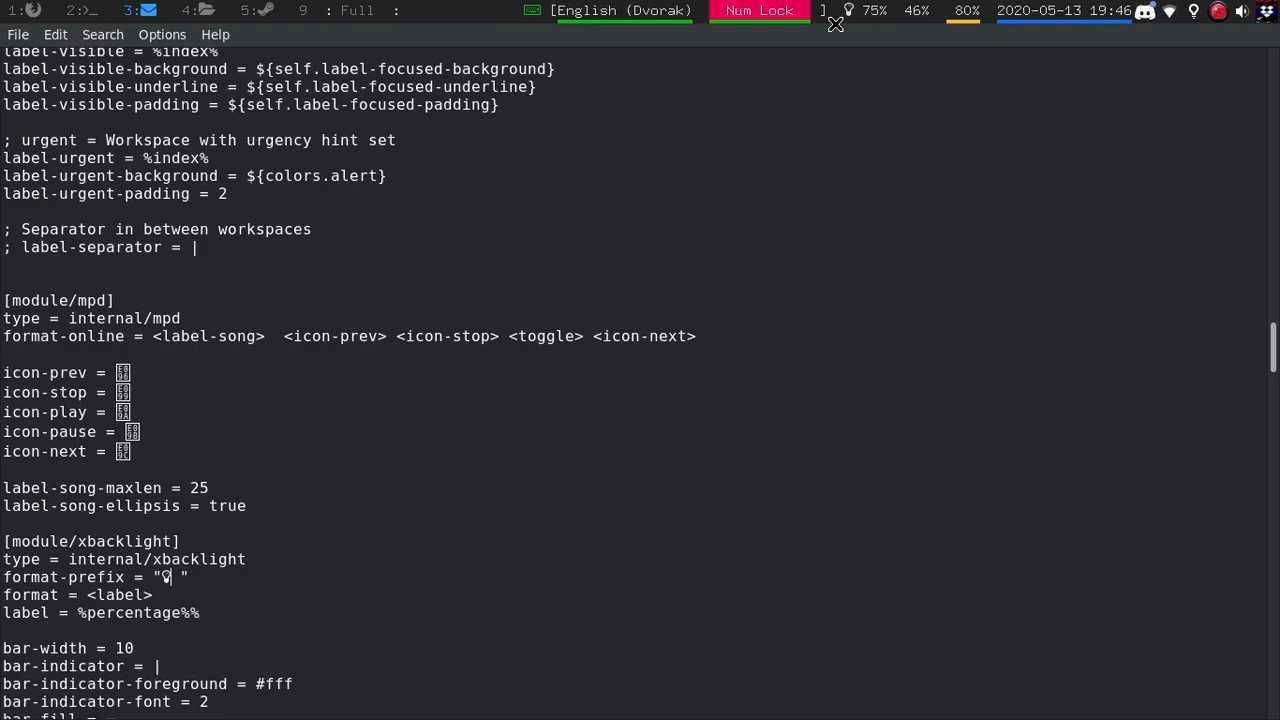 1: 2: 3: 4: 5: 9 : Full : [English (Dvorak) Num Lock ] 75% 46% 80% 2020-05-13 19:46
File Edit Search Options Help
label-visible = %index%
label-visible-background = ${self.label-focused-background}
label-visible-underline = ${self.label-focused-underline}
label-visible-padding = ${self.label-focused-padding}
; urgent = Workspace with urgency hint set
label-urgent = %index%
label-urgent-background = ${colors.alert}
label-urgent-padding = 2
; Separator in between workspaces
; label-separator = |
[module/mpd]
type = internal/mpd
format-online = <label-song>  <icon-prev> <icon-stop> <toggle> <icon-next>
icon-prev =
icon-stop =
icon-play =
icon-pause =
icon-next =
label-song-maxlen = 25
label-song-ellipsis = true
[module/xbacklight]
type = internal/xbacklight
format-prefix = " "
format = <label>
label = %percentage%%
bar-width = 10
bar-indicator = |
bar-indicator-foreground = #fff
bar-indicator-font = 2
bar-fill =